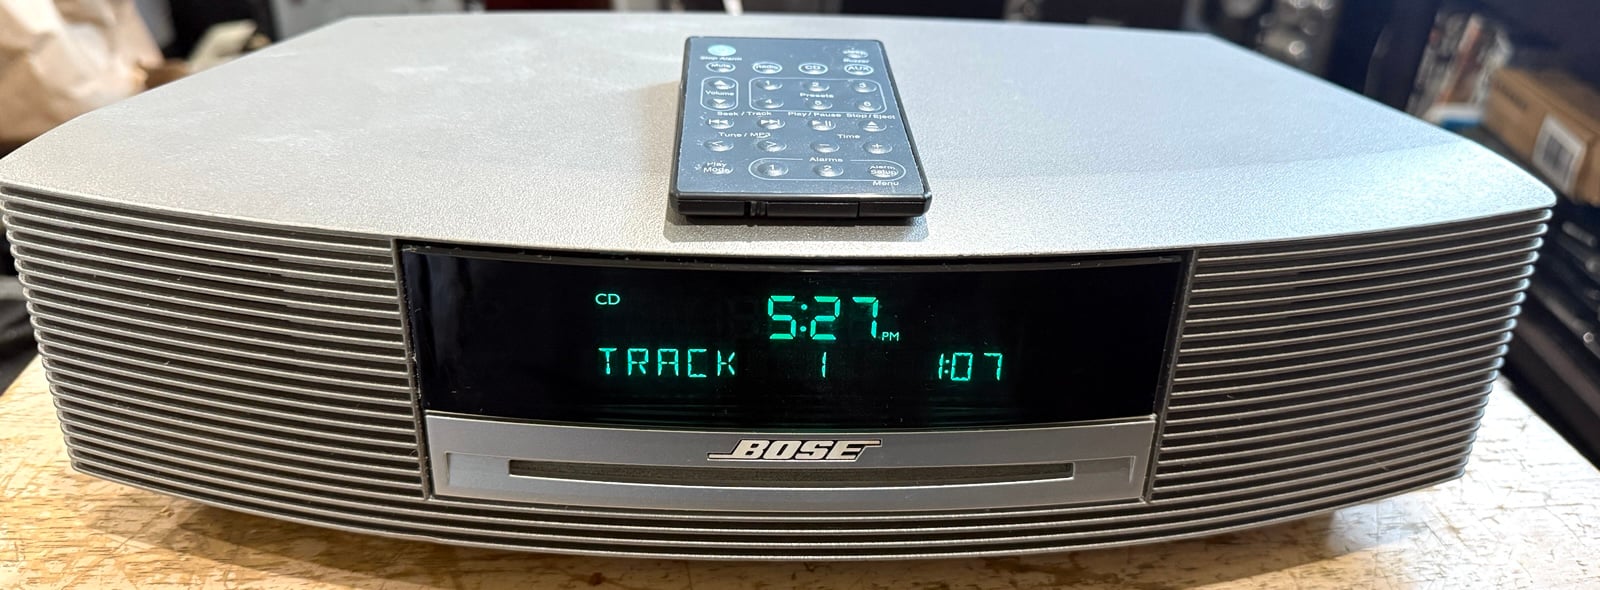 Stop Alarm Sleep
Buzzer
Mute Radio CD AUX
Volume
1 2 3
Presets
4 5 6
Seek / Track Play / Pause Stop / Eject
Tune / MP3 Time
< > − +
Alarms
Play Mode 1 2 Alarm Setup
Menu
CD 5:27 PM
TRACK 1 1:07
BOSE